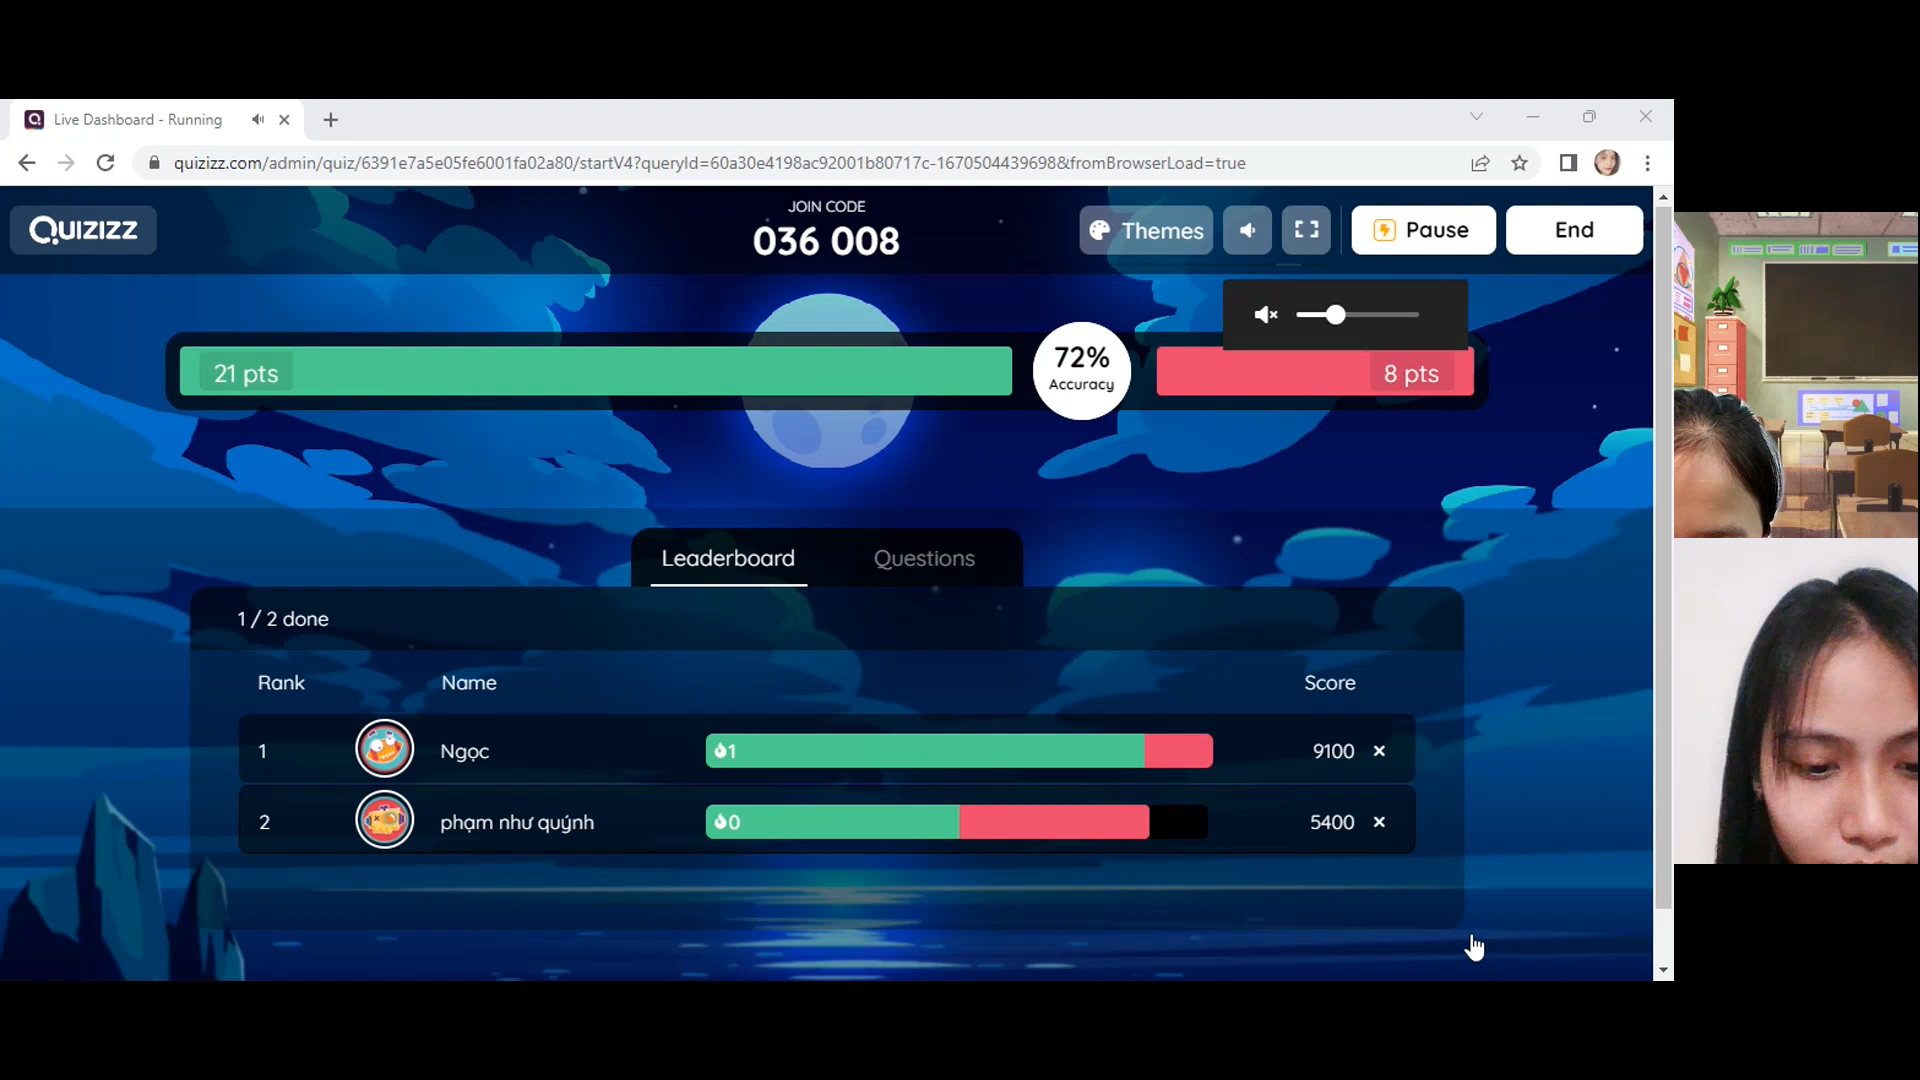 Live Dashboard - Running
quizizz.com/admin/quiz/6391e7a5e05fe6001fa02a80/startV4?queryId=60a30e4198ac92001b80717c-1670504439698&fromBrowserLoad=true
QUIZIZZ
JOIN CODE
036 008
Themes
Pause
End
21 pts
72%
Accuracy
8 pts
Leaderboard
Questions
1 / 2 done
Rank Name Score
1 Ngọc 1 9100
2 phạm như quýnh 0 5400